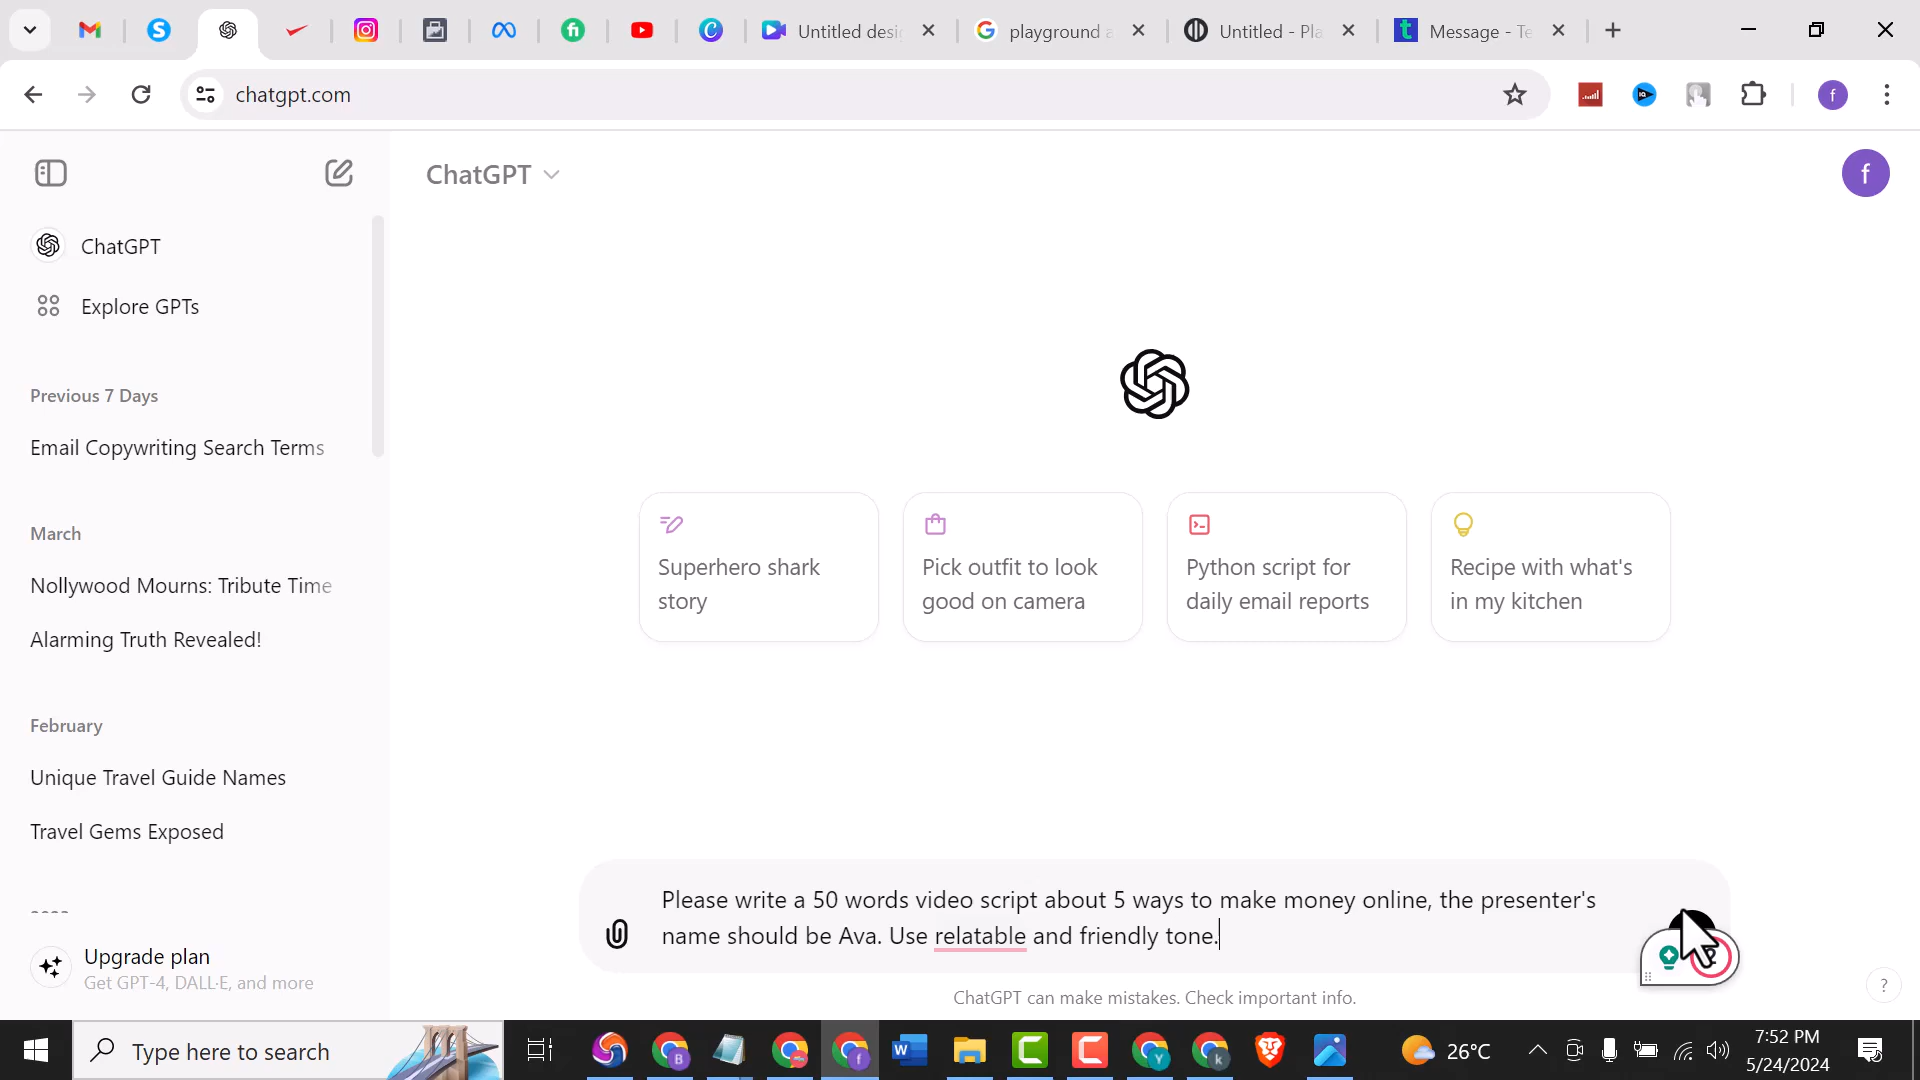 Untitled desi
playground a
Untitled - Pla
Message - Te
chatgpt.com
f
ChatGPT
f
ChatGPT
Explore GPTs
Previous 7 Days
Email Copywriting Search Terms
March
Nollywood Mourns: Tribute Time
Alarming Truth Revealed!
February
Unique Travel Guide Names
Travel Gems Exposed
Upgrade plan
Get GPT-4, DALL·E, and more
Superhero shark
story
Pick outfit to look
good on camera
Python script for
daily email reports
Recipe with what's
in my kitchen
Please write a 50 words video script about 5 ways to make money online, the presenter's
name should be Ava. Use relatable and friendly tone.
ChatGPT can make mistakes. Check important info.
?
Type here to search
26°C
7:52 PM
5/24/2024